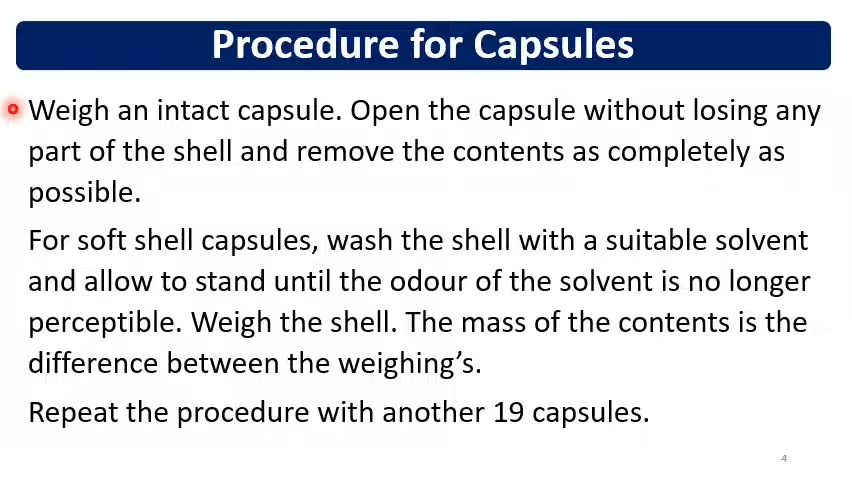 Procedure for Capsules
Weigh an intact capsule. Open the capsule without losing any
part of the shell and remove the contents as completely as
possible.
For soft shell capsules, wash the shell with a suitable solvent
and allow to stand until the odour of the solvent is no longer
perceptible. Weigh the shell. The mass of the contents is the
difference between the weighing’s.
Repeat the procedure with another 19 capsules.
4